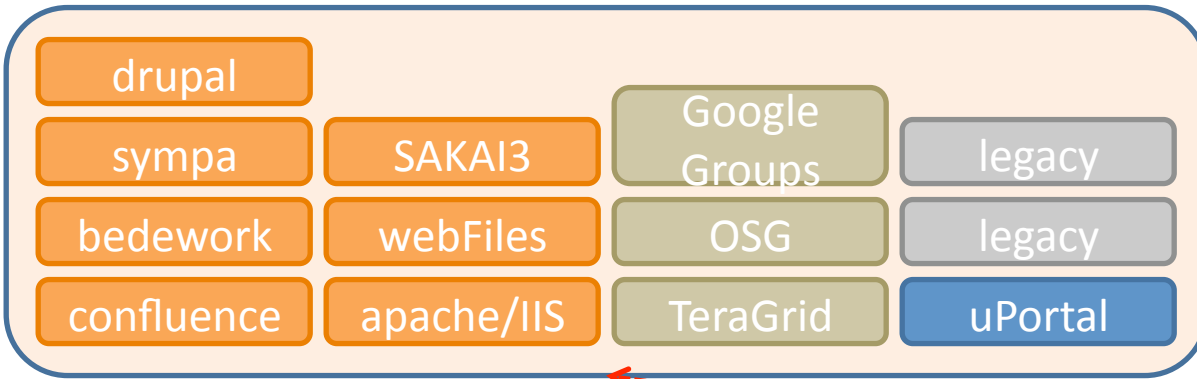 drupal
sympa
SAKAI3
Google
Groups
legacy
bedework
webFiles
OSG
legacy
confluence
apache/IIS
TeraGrid
uPortal